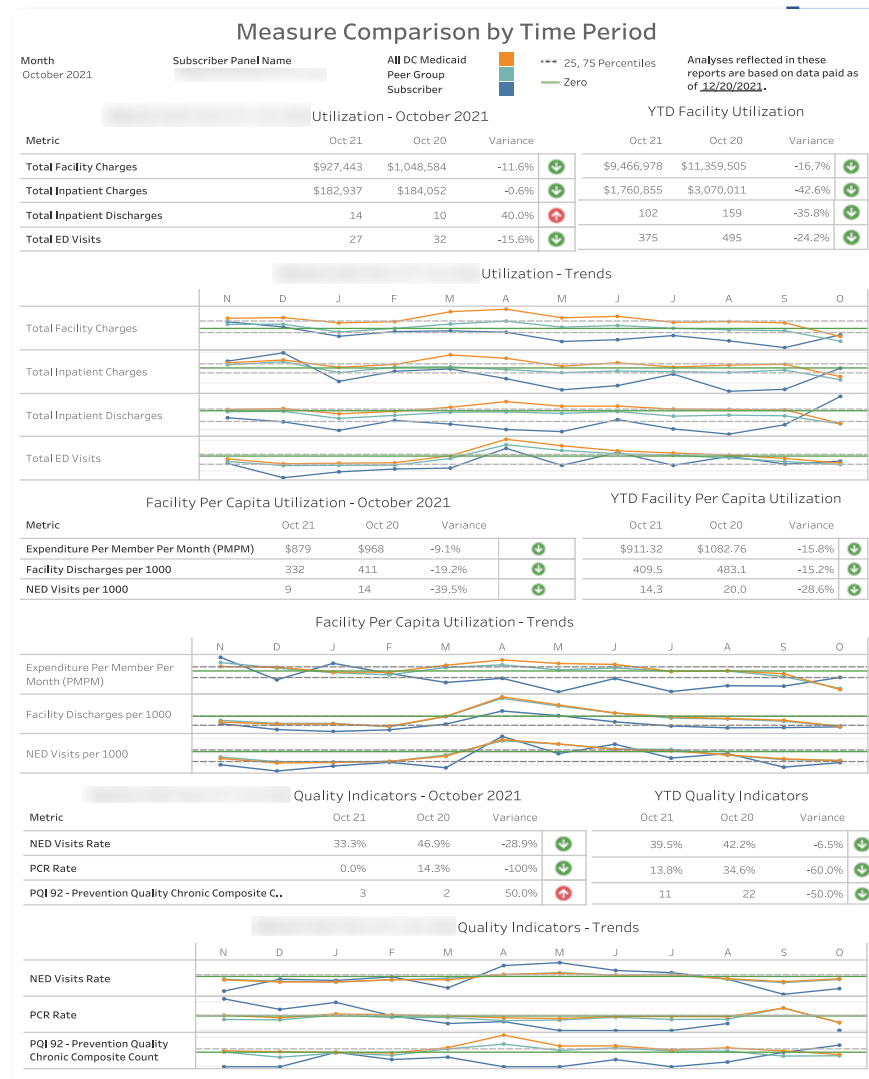 Measure Comparison by Time Period
Month
October 2021
Subscriber Panel Name
All DC Medicaid
Peer Group
Subscriber
25, 75 Percentiles
Zero
Analyses reflected in these
reports are based on data paid as
of 12/20/2021.
Utilization - October 2021
YTD Facility Utilization
Metric Oct 21 Oct 20 Variance Oct 21 Oct 20 Variance
Total Facility Charges $927,443 $1,048,584 -11.6% $9,466,978 $11,359,505 -16.7%
Total Inpatient Charges $182,937 $184,052 -0.6% $1,760,855 $3,070,011 -42.6%
Total Inpatient Discharges 14 10 40.0% 102 159 -35.8%
Total ED Visits 27 32 -15.6% 375 495 -24.2%
Utilization - Trends
N D J F M A M J J A S O
Total Facility Charges
Total Inpatient Charges
Total Inpatient Discharges
Total ED Visits
Facility Per Capita Utilization - October 2021
YTD Facility Per Capita Utilization
Metric Oct 21 Oct 20 Variance Oct 21 Oct 20 Variance
Expenditure Per Member Per Month (PMPM) $879 $968 -9.1% $911.32 $1082.76 -15.8%
Facility Discharges per 1000 332 411 -19.2% 409.5 483.1 -15.2%
NED Visits per 1000 9 14 -39.5% 14.3 20.0 -28.6%
Facility Per Capita Utilization - Trends
N D J F M A M J J A S O
Expenditure Per Member Per
Month (PMPM)
Facility Discharges per 1000
NED Visits per 1000
Quality Indicators - October 2021
YTD Quality Indicators
Metric Oct 21 Oct 20 Variance Oct 21 Oct 20 Variance
NED Visits Rate 33.3% 46.9% -28.9% 39.5% 42.2% -6.5%
PCR Rate 0.0% 14.3% -100% 13.8% 34.6% -60.0%
PQI 92 - Prevention Quality Chronic Composite C.. 3 2 50.0% 11 22 -50.0%
Quality Indicators - Trends
N D J F M A M J J A S O
NED Visits Rate
PCR Rate
PQI 92 - Prevention Quality
Chronic Composite Count